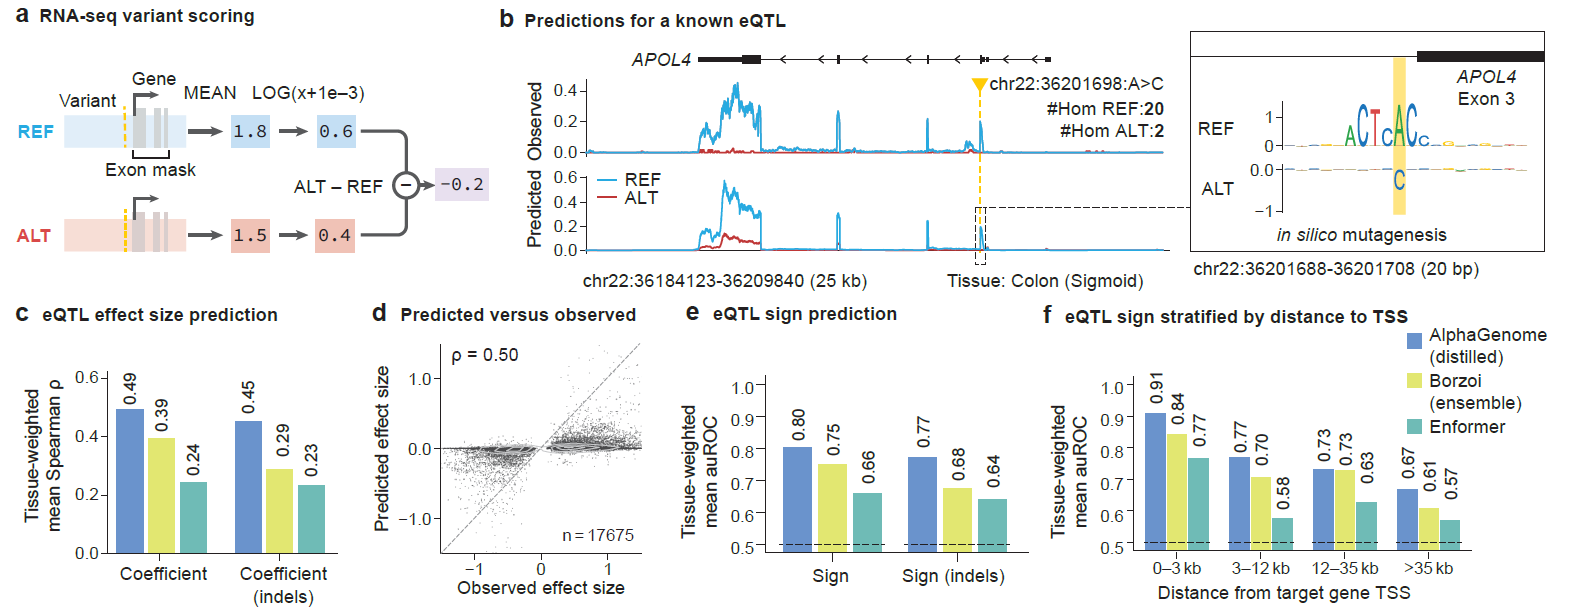 a RNA-seq variant scoring
Variant
Gene
MEAN LOG(x+1e–3)
REF
1.8
0.6
Exon mask
ALT – REF
–
−0.2
ALT
1.5
0.4
b Predictions for a known eQTL
APOL4
chr22:36201698:A>C
#Hom REF:20
#Hom ALT:2
Observed
0.4
0.2
0.0
Predicted
0.6
0.4
0.2
0.0
REF
ALT
chr22:36184123-36209840 (25 kb)
Tissue: Colon (Sigmoid)
APOL4
Exon 3
REF
1
0
ACTCACC
ALT
0.0
−1
C
in silico mutagenesis
chr22:36201688-36201708 (20 bp)
c eQTL effect size prediction
Tissue-weighted
mean Spearman ρ
0.6
0.4
0.2
0.0
0.49
0.39
0.24
0.45
0.29
0.23
Coefficient
Coefficient
(indels)
d Predicted versus observed
Predicted effect size
1.0
0.0
−1.0
ρ = 0.50
n = 17675
−1
0
1
Observed effect size
e eQTL sign prediction
Tissue-weighted
mean auROC
1.0
0.9
0.8
0.7
0.6
0.5
0.80
0.75
0.66
0.77
0.68
0.64
Sign
Sign (indels)
f eQTL sign stratified by distance to TSS
Tissue-weighted
mean auROC
1.0
0.9
0.8
0.7
0.6
0.5
0.91
0.84
0.77
0.77
0.70
0.58
0.73
0.73
0.63
0.67
0.61
0.57
0–3 kb
3–12 kb
12–35 kb
>35 kb
Distance from target gene TSS
AlphaGenome
(distilled)
Borzoi
(ensemble)
Enformer